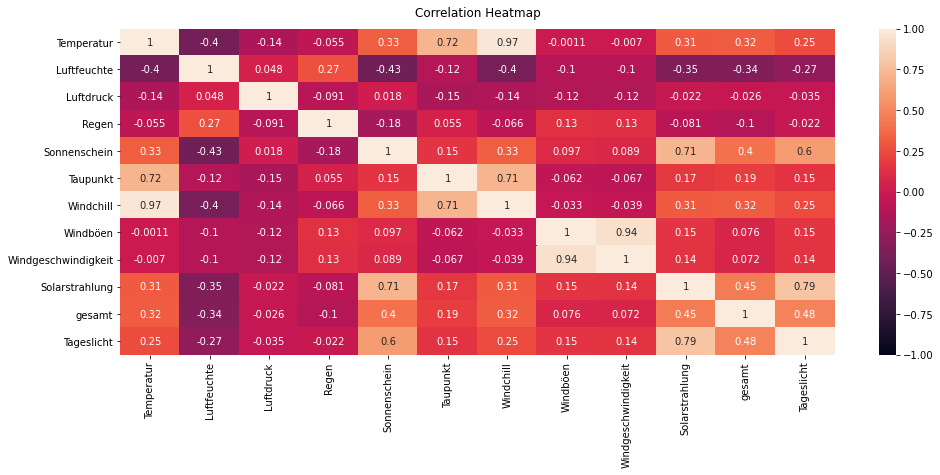 Correlation Heatmap
Temperatur 1 -0.4 -0.14 -0.055 0.33 0.72 0.97 -0.0011 -0.007 0.31 0.32 0.25
Luftfeuchte -0.4 1 0.048 0.27 -0.43 -0.12 -0.4 -0.1 -0.1 -0.35 -0.34 -0.27
Luftdruck -0.14 0.048 1 -0.091 0.018 -0.15 -0.14 -0.12 -0.12 -0.022 -0.026 -0.035
Regen -0.055 0.27 -0.091 1 -0.18 0.055 -0.066 0.13 0.13 -0.081 -0.1 -0.022
Sonnenschein 0.33 -0.43 0.018 -0.18 1 0.15 0.33 0.097 0.089 0.71 0.4 0.6
Taupunkt 0.72 -0.12 -0.15 0.055 0.15 1 0.71 -0.062 -0.067 0.17 0.19 0.15
Windchill 0.97 -0.4 -0.14 -0.066 0.33 0.71 1 -0.033 -0.039 0.31 0.32 0.25
Windböen -0.0011 -0.1 -0.12 0.13 0.097 -0.062 -0.033 1 0.94 0.15 0.076 0.15
Windgeschwindigkeit -0.007 -0.1 -0.12 0.13 0.089 -0.067 -0.039 0.94 1 0.14 0.072 0.14
Solarstrahlung 0.31 -0.35 -0.022 -0.081 0.71 0.17 0.31 0.15 0.14 1 0.45 0.79
gesamt 0.32 -0.34 -0.026 -0.1 0.4 0.19 0.32 0.076 0.072 0.45 1 0.48
Tageslicht 0.25 -0.27 -0.035 -0.022 0.6 0.15 0.25 0.15 0.14 0.79 0.48 1
Temperatur
Luftfeuchte
Luftdruck
Regen
Sonnenschein
Taupunkt
Windchill
Windböen
Windgeschwindigkeit
Solarstrahlung
gesamt
Tageslicht
1.00
0.75
0.50
0.25
0.00
−0.25
−0.50
−0.75
−1.00